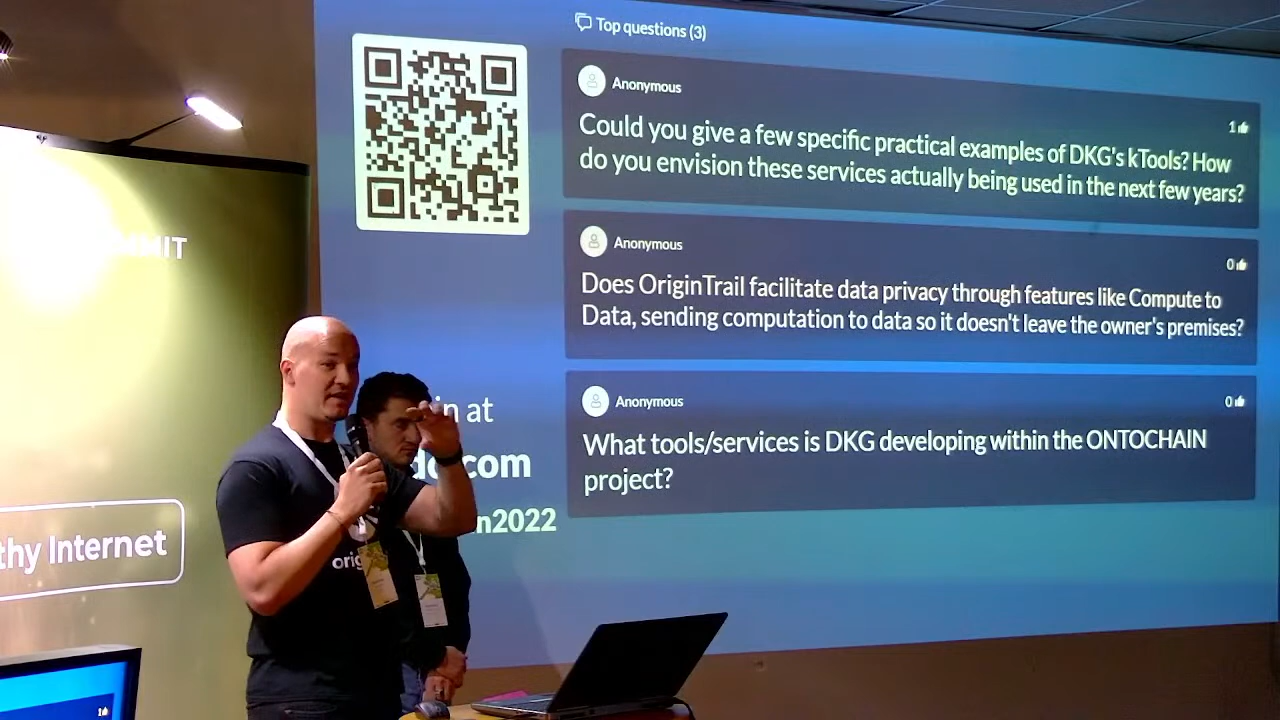 Top questions (3)
Anonymous
1
Could you give a few specific practical examples of DKG's kTools? How
do you envision these services actually being used in the next few years?
Anonymous
0
Does OriginTrail facilitate data privacy through features like Compute to
Data, sending computation to data so it doesn't leave the owner's premises?
Anonymous
0
What tools/services is DKG developing within the ONTOCHAIN
project?
in at
do.com
n2022
MMIT
thy Internet
orig
1